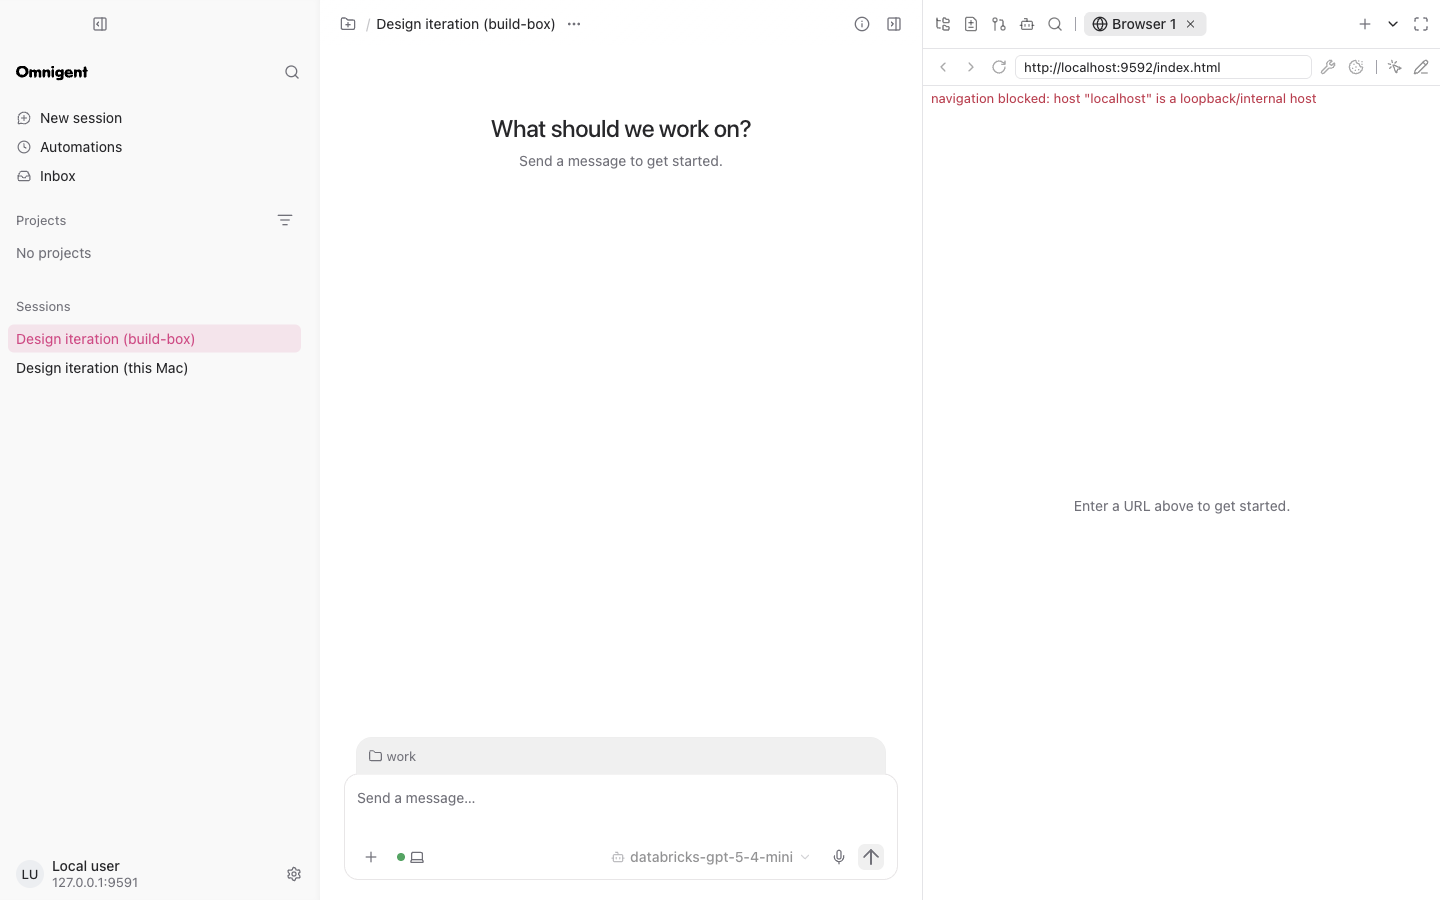 Omnigent
New session
Automations
Inbox
Projects
No projects
Sessions
Design iteration (build-box)
Design iteration (this Mac)
LU
Local user
127.0.0.1:9591
/ Design iteration (build-box) ...
What should we work on?
Send a message to get started.
work
Send a message...
databricks-gpt-5-4-mini
Browser 1
http://localhost:9592/index.html
navigation blocked: host "localhost" is a loopback/internal host
Enter a URL above to get started.